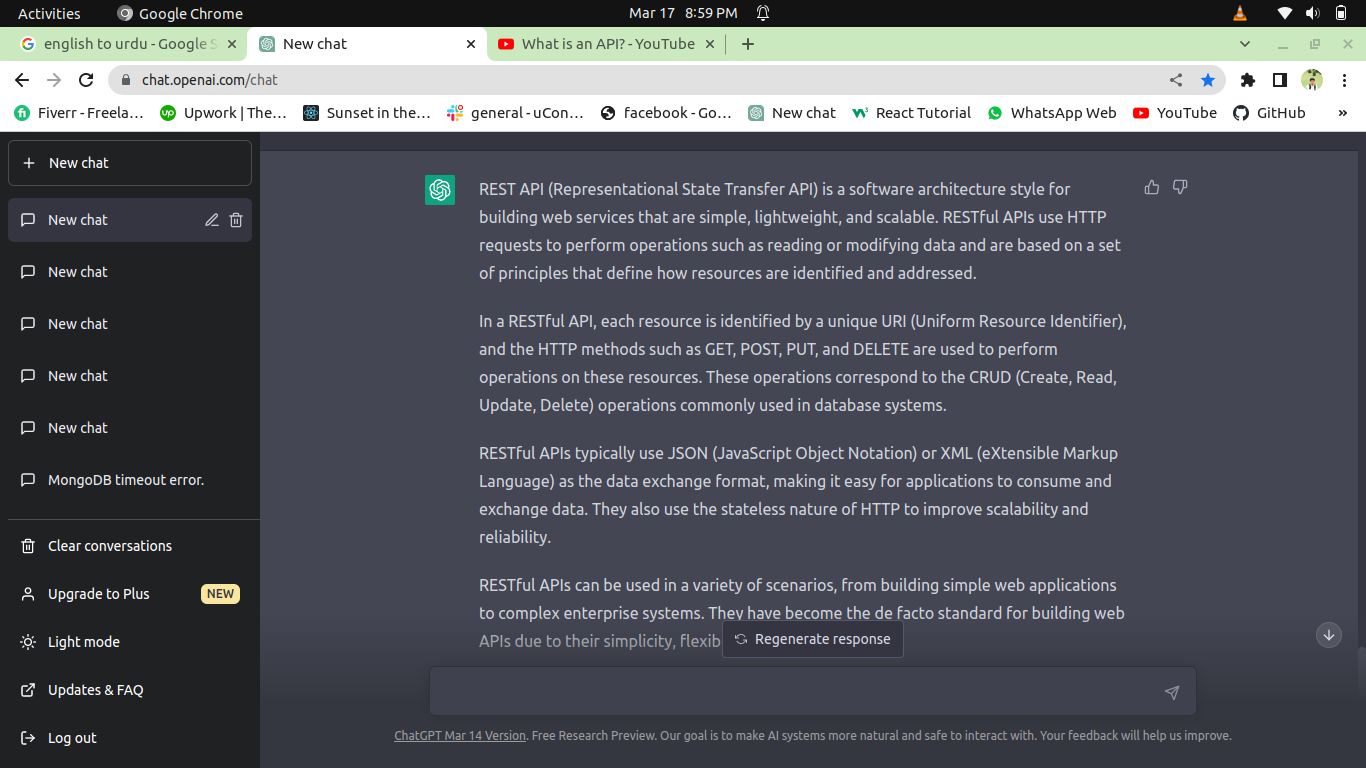 Activities
Google Chrome
Mar 17 8:59 PM
english to urdu - Google S
New chat
What is an API? - YouTube
chat.openai.com/chat
Fiverr - Freela...
Upwork | The...
Sunset in the...
general - uCon...
facebook - Go...
New chat
React Tutorial
WhatsApp Web
YouTube
GitHub
»
New chat
New chat
New chat
New chat
New chat
New chat
MongoDB timeout error.
Clear conversations
Upgrade to Plus
NEW
Light mode
Updates & FAQ
Log out
REST API (Representational State Transfer API) is a software architecture style for
building web services that are simple, lightweight, and scalable. RESTful APIs use HTTP
requests to perform operations such as reading or modifying data and are based on a set
of principles that define how resources are identified and addressed.
In a RESTful API, each resource is identified by a unique URI (Uniform Resource Identifier),
and the HTTP methods such as GET, POST, PUT, and DELETE are used to perform
operations on these resources. These operations correspond to the CRUD (Create, Read,
Update, Delete) operations commonly used in database systems.
RESTful APIs typically use JSON (JavaScript Object Notation) or XML (eXtensible Markup
Language) as the data exchange format, making it easy for applications to consume and
exchange data. They also use the stateless nature of HTTP to improve scalability and
reliability.
RESTful APIs can be used in a variety of scenarios, from building simple web applications
to complex enterprise systems. They have become the de facto standard for building web
APIs due to their simplicity, flexib
Regenerate response
ChatGPT Mar 14 Version. Free Research Preview. Our goal is to make AI systems more natural and safe to interact with. Your feedback will help us improve.